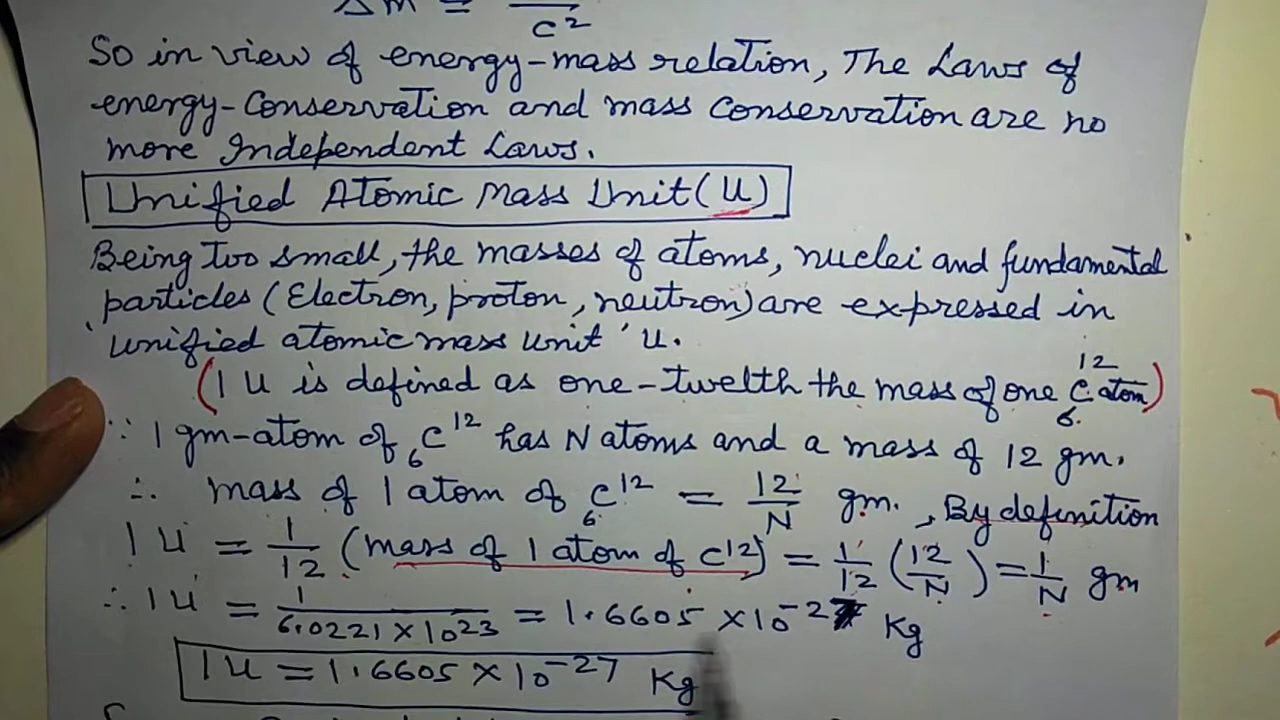 Δm = ─
c²
So in view of energy-mass relation, The Laws of
energy-Conservation and mass Conservation are no
more Independent Laws.
Unified Atomic Mass Unit (U)
Being too small, the masses of atoms, nuclei and fundamental
particles (Electron, proton, neutron) are expressed in
unified atomic mass unit 'U.
(1 U is defined as one-twelth the mass of one ₆C¹² atom)
∵ 1 gm-atom of ₆C¹² has N atoms and a mass of 12 gm.
∴ mass of 1 atom of ₆C¹² = 12/N gm. , By definition
1 U = 1/12 (mass of 1 atom of C¹²) = 1/12 (12/N) = 1/N gm
∴ 1 U = 1/6.0221 × 10²³ = 1.6605 × 10⁻²⁷ Kg
1 U = 1.6605 × 10⁻²⁷ Kg